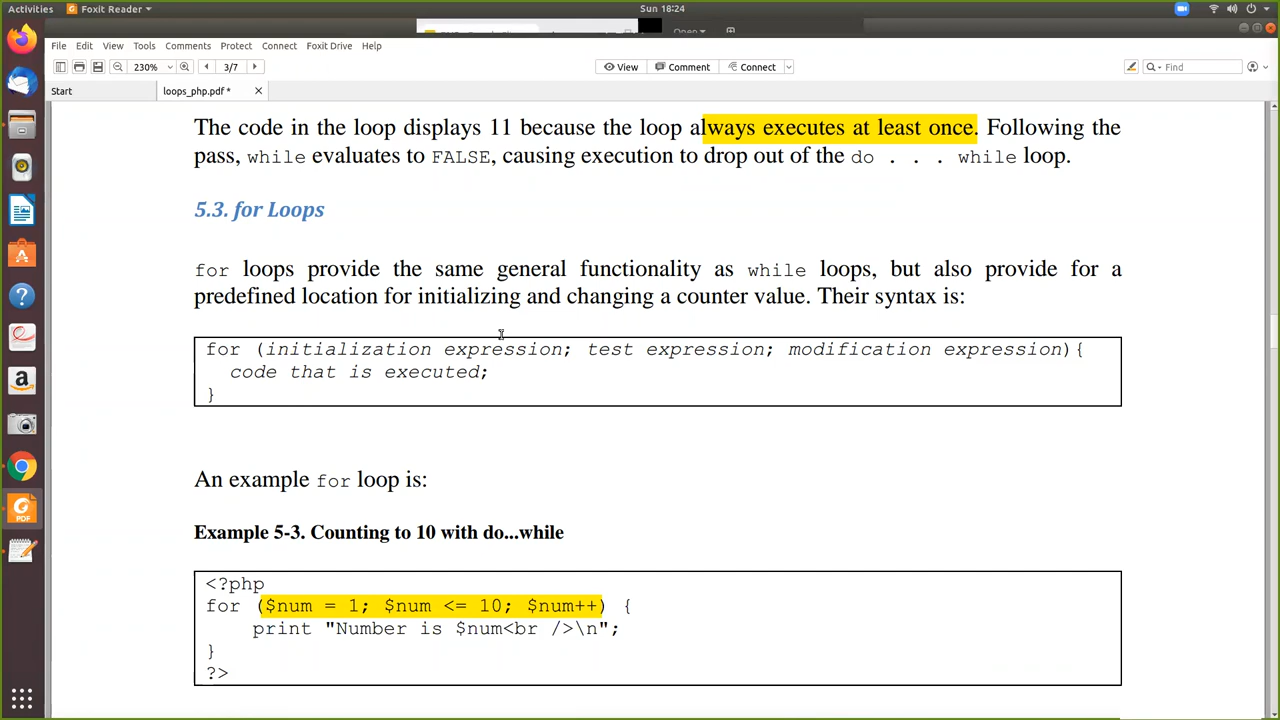 Activities
Foxit Reader
Sun 18:24
Open
File Edit View Tools Comments Protect Connect Foxit Drive Help
230%
3/7
View
Comment
Connect
Find
Start
loops_php.pdf *
The code in the loop displays 11 because the loop always executes at least once. Following the
pass, while evaluates to FALSE, causing execution to drop out of the do . . . while loop.
5.3. for Loops
for loops provide the same general functionality as while loops, but also provide for a
predefined location for initializing and changing a counter value. Their syntax is:
for (initialization expression; test expression; modification expression){
code that is executed;
}
An example for loop is:
Example 5-3. Counting to 10 with do...while
<?php
for ($num = 1; $num <= 10; $num++) {
print "Number is $num<br />\n";
}
?>